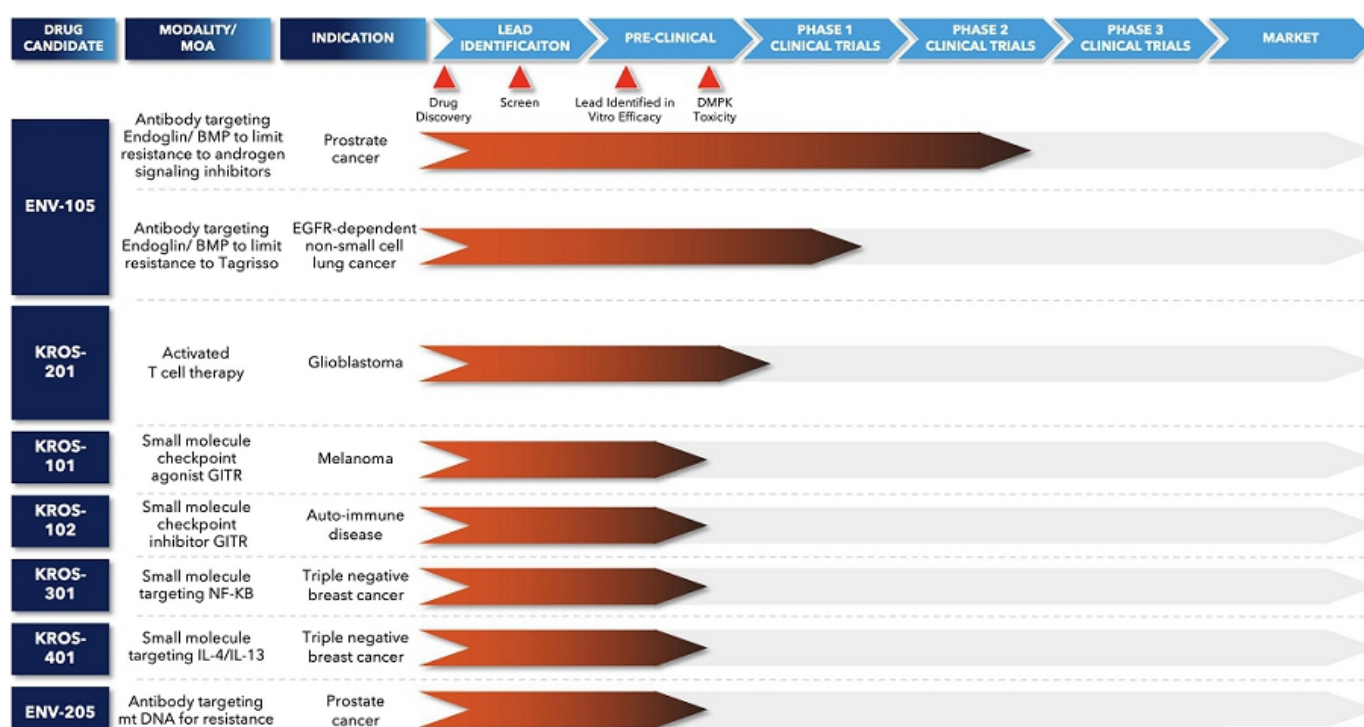 DRUG
CANDIDATE
MODALITY/
MOA
INDICATION
LEAD
IDENTIFICAITON
PRE-CLINICAL
PHASE 1
CLINICAL TRIALS
PHASE 2
CLINICAL TRIALS
PHASE 3
CLINICAL TRIALS
MARKET
Drug
Discovery
Screen
Lead Identified in
Vitro Efficacy
DMPK
Toxicity
ENV-105
Antibody targeting
Endoglin/ BMP to limit
resistance to androgen
signaling inhibitors
Prostrate
cancer
Antibody targeting
Endoglin/ BMP to limit
resistance to Tagrisso
EGFR-dependent
non-small cell
lung cancer
KROS-
201
Activated
T cell therapy
Glioblastoma
KROS-
101
Small molecule
checkpoint
agonist GITR
Melanoma
KROS-
102
Small molecule
checkpoint
inhibitor GITR
Auto-immune
disease
KROS-
301
Small molecule
targeting NF-KB
Triple negative
breast cancer
KROS-
401
Small molecule
targeting IL-4/IL-13
Triple negative
breast cancer
ENV-205
Antibody targeting
mt DNA for resistance
Prostate
cancer